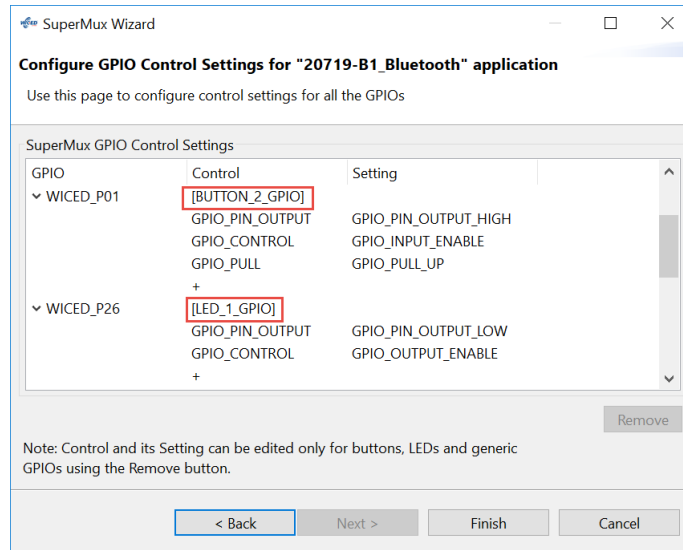 SuperMux Wizard
Configure GPIO Control Settings for "20719-B1_Bluetooth" application
Use this page to configure control settings for all the GPIOs
SuperMux GPIO Control Settings
GPIO Control Setting
WICED_P01 [BUTTON_2_GPIO]
GPIO_PIN_OUTPUT GPIO_PIN_OUTPUT_HIGH
GPIO_CONTROL GPIO_INPUT_ENABLE
GPIO_PULL GPIO_PULL_UP
+
WICED_P26 [LED_1_GPIO]
GPIO_PIN_OUTPUT GPIO_PIN_OUTPUT_LOW
GPIO_CONTROL GPIO_OUTPUT_ENABLE
+
Remove
Note: Control and its Setting can be edited only for buttons, LEDs and generic
GPIOs using the Remove button.
< Back Next > Finish Cancel